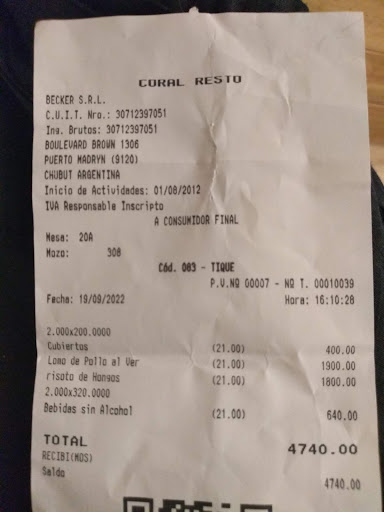 CORAL RESTO
BECKER S.R.L.
C.U.I.T. Nro.: 30712397051
Ing. Brutos: 30712397051
BOULEVARD BROWN 1306
PUERTO MADRYN (9120)
CHUBUT ARGENTINA
Inicio de Actividades: 01/08/2012
IVA Responsable Inscripto
A CONSUMIDOR FINAL
Mesa: 20A
Mozo: 308
Cód. 083 - TIQUE
P.V.NQ 00007 - NQ T. 00010039
Fecha: 19/09/2022 Hora: 16:10:28
2.000x200.0000
Cubiertos (21.00) 400.00
Lomo de Pollo al Ver (21.00) 1900.00
risoto de Hongos (21.00) 1800.00
2.000x320.0000
Bebidas sin Alcohol (21.00) 640.00
TOTAL 4740.00
RECIBI(MOS)
Saldo 4740.00